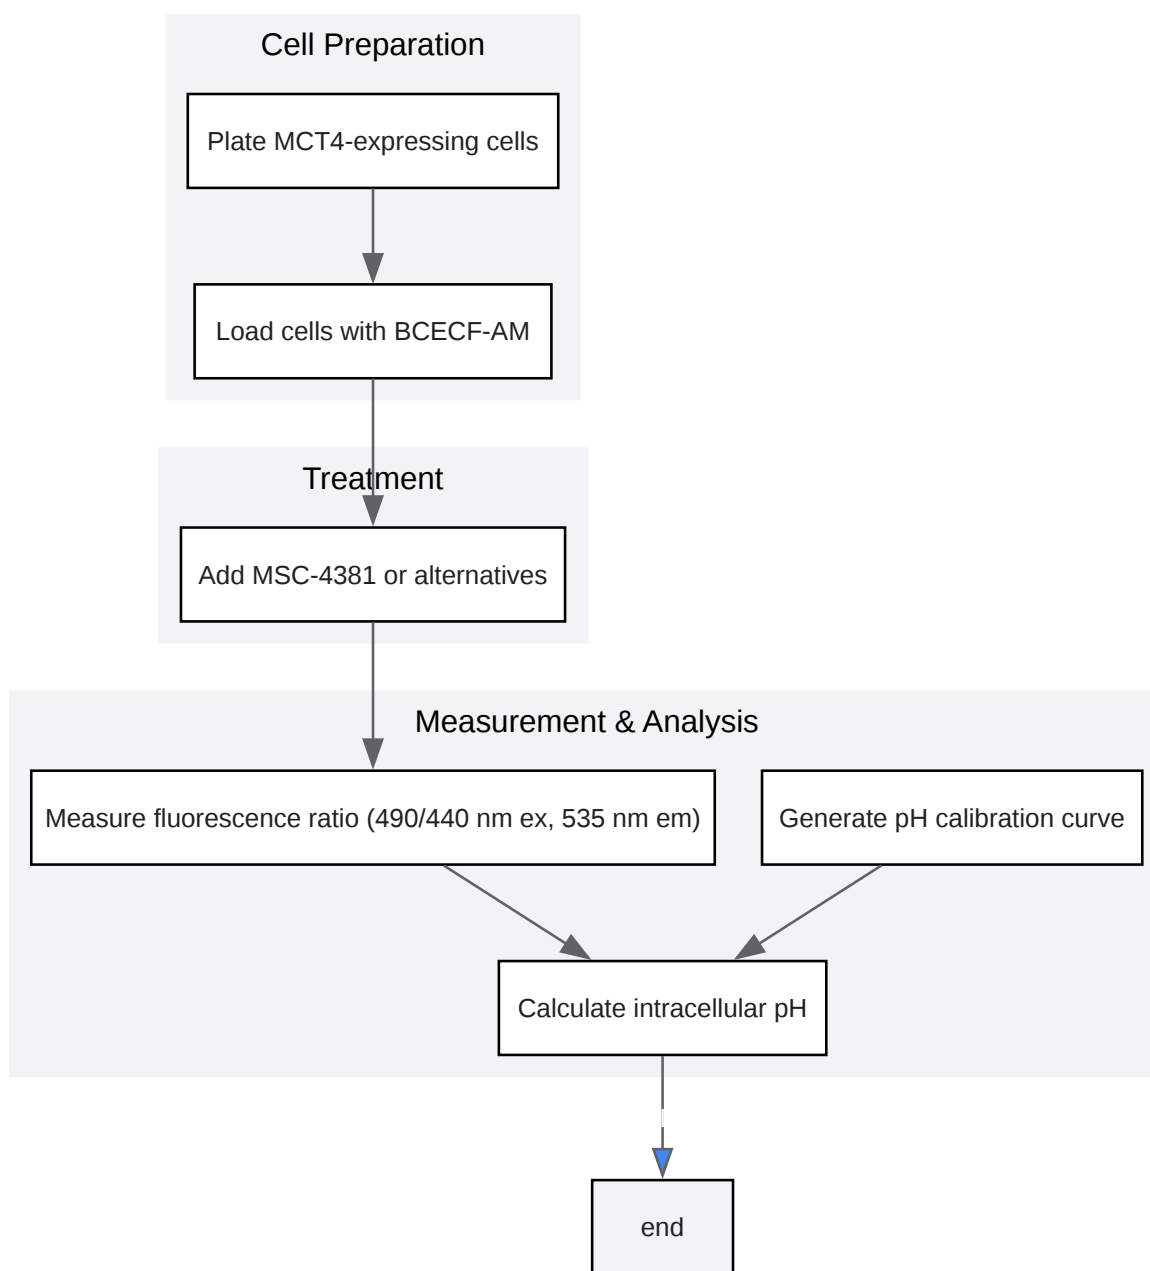 Cell Preparation
Plate MCT4-expressing cells
Load cells with BCECF-AM
Treatment
Add MSC-4381 or alternatives
Measurement & Analysis
Measure fluorescence ratio (490/440 nm ex, 535 nm em)
Generate pH calibration curve
Calculate intracellular pH
end